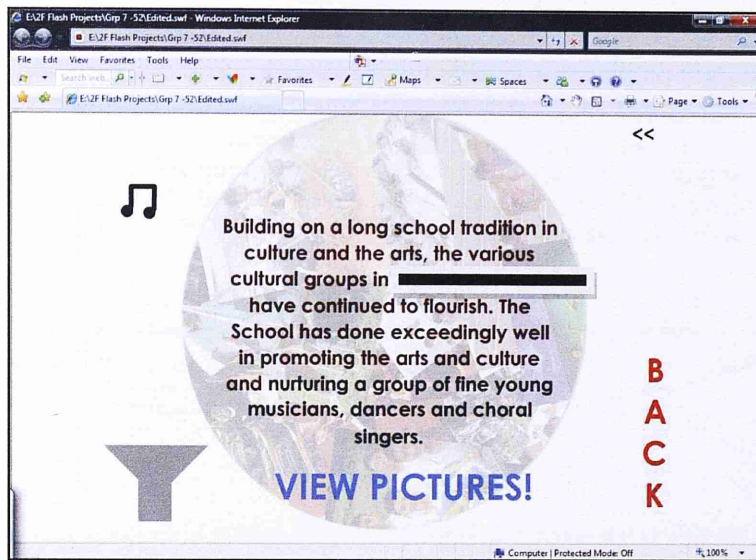 E:\2F Flash Projects\Grp 7 -52\Edited.swf - Windows Internet Explorer
E:\2F Flash Projects\Grp 7 -52\Edited.swf
Google
File Edit View Favorites Tools Help
Search web... Favorites Maps Spaces
E:\2F Flash Projects\Grp 7 -52\Edited.swf
Page Tools
<<
Building on a long school tradition in
culture and the arts, the various
cultural groups in
have continued to flourish. The
School has done exceedingly well
in promoting the arts and culture
and nurturing a group of fine young
musicians, dancers and choral
singers.
VIEW PICTURES!
B
A
C
K
Computer | Protected Mode: Off
100%